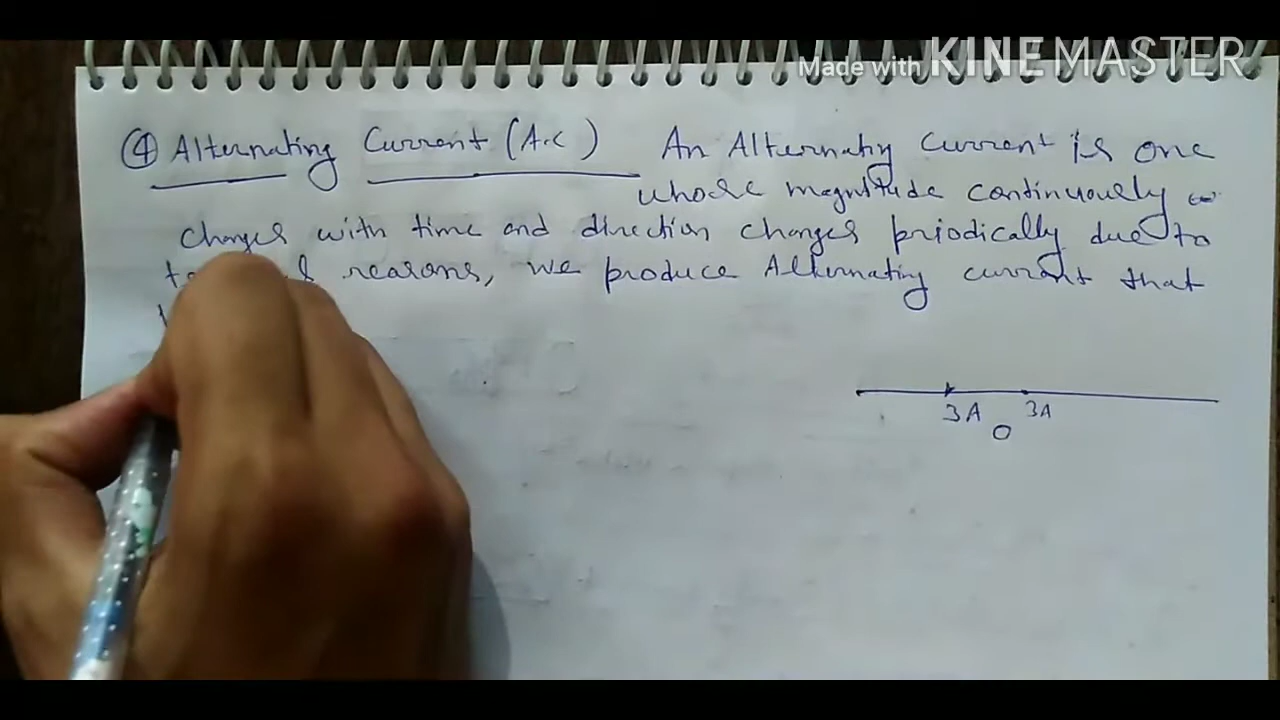 Made with KINEMASTER
④ Alternating Current (A.C) An Alternating Current is one
whose magnitude continuously
changes with time and direction changes priodically due to
reasons, we produce Alternating current that
3A 3A
O